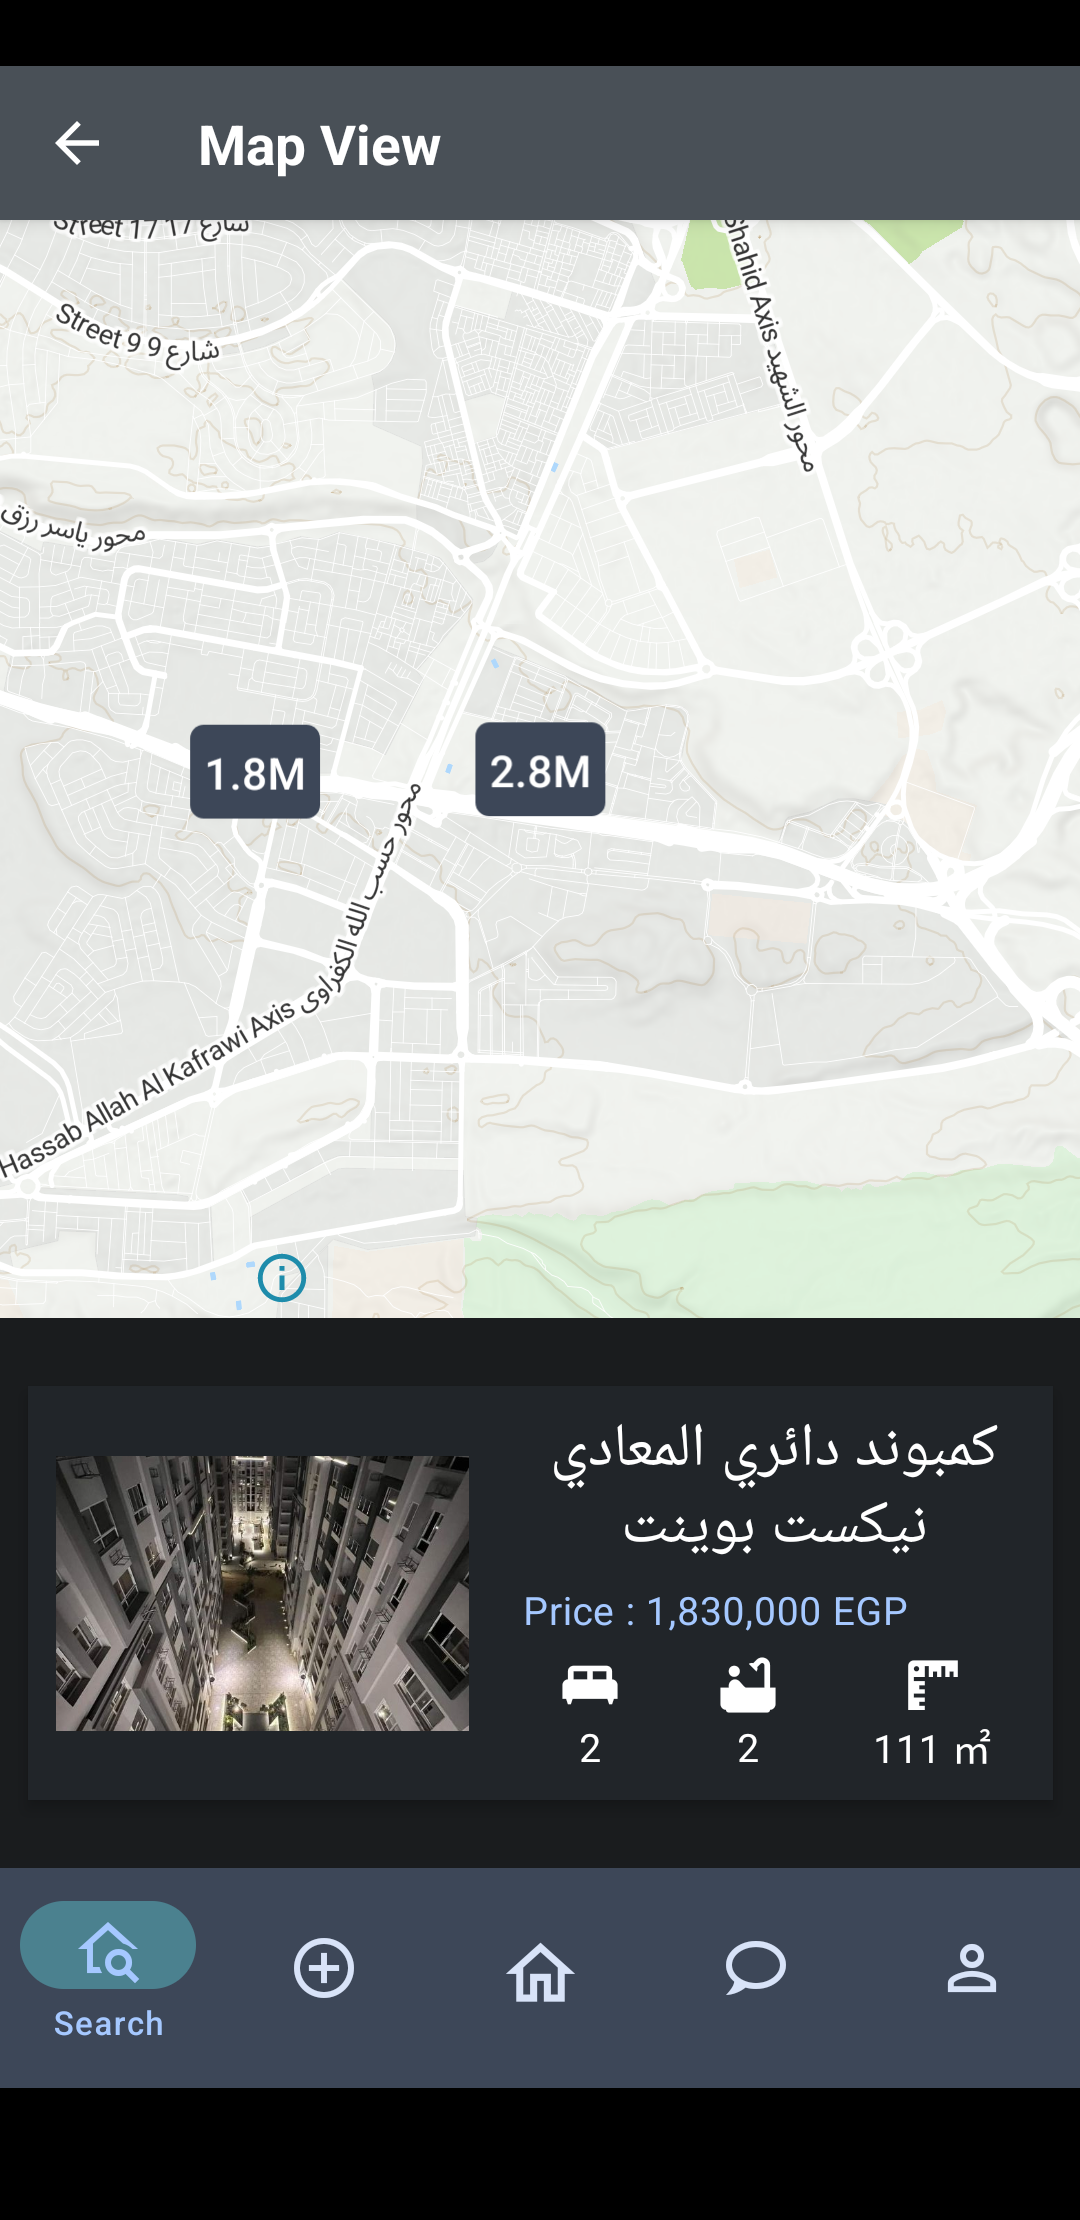 Map View
Street 17 شارع 17
Street 9 شارع 9
Shahid Axis محور الشهيد
محور ياسر رزق
1.8M
2.8M
Hassab Allah Al Kafrawi Axis محور حسب الله الكفراوى
كمبوند دائري المعادي
نيكست بوينت
Price : 1,830,000 EGP
2
2
111 ㎡
Search